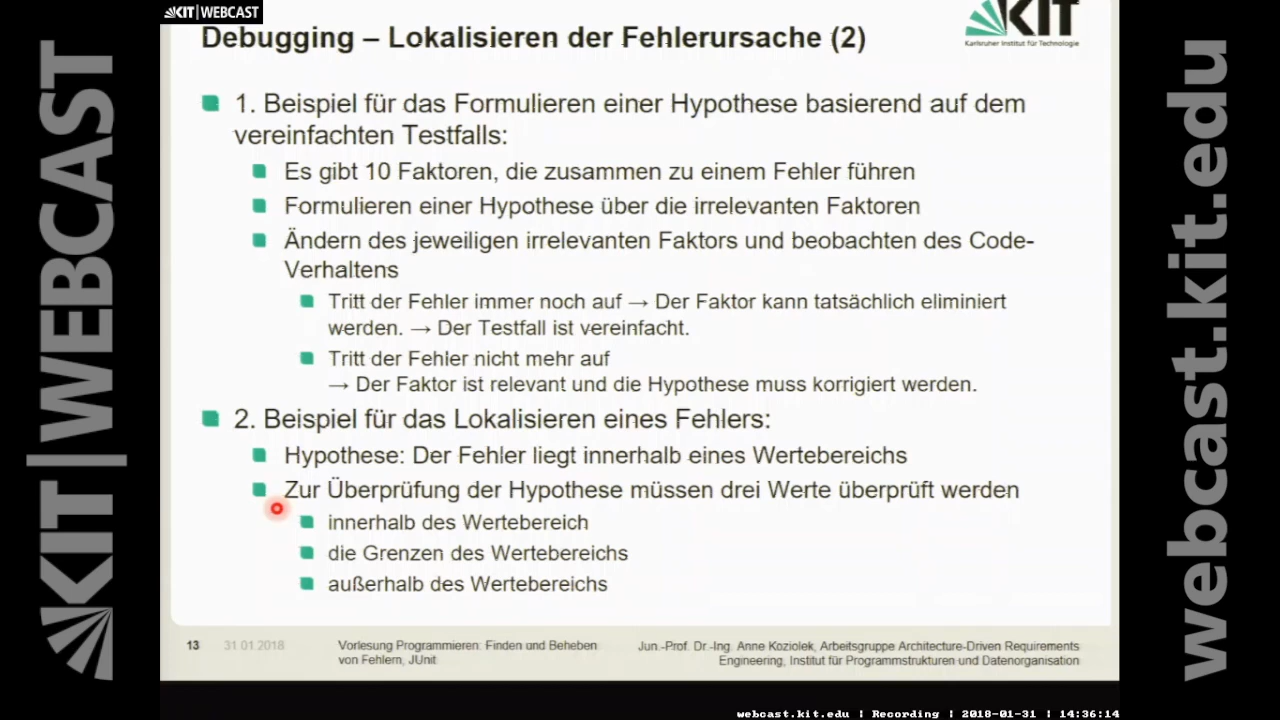 KIT|WEBCAST
Debugging – Lokalisieren der Fehlerursache (2)
KIT
Karlsruher Institut für Technologie
1. Beispiel für das Formulieren einer Hypothese basierend auf dem
vereinfachten Testfalls:
Es gibt 10 Faktoren, die zusammen zu einem Fehler führen
Formulieren einer Hypothese über die irrelevanten Faktoren
Ändern des jeweiligen irrelevanten Faktors und beobachten des Code-
Verhaltens
Tritt der Fehler immer noch auf → Der Faktor kann tatsächlich eliminiert
werden. → Der Testfall ist vereinfacht.
Tritt der Fehler nicht mehr auf
→ Der Faktor ist relevant und die Hypothese muss korrigiert werden.
2. Beispiel für das Lokalisieren eines Fehlers:
Hypothese: Der Fehler liegt innerhalb eines Wertebereichs
Zur Überprüfung der Hypothese müssen drei Werte überprüft werden
innerhalb des Wertebereich
die Grenzen des Wertebereichs
außerhalb des Wertebereichs
13
31.01.2018
Vorlesung Programmieren: Finden und Beheben
von Fehlern, JUnit
Jun.-Prof. Dr.-Ing. Anne Koziolek, Arbeitsgruppe Architecture-Driven Requirements
Engineering, Institut für Programmstrukturen und Datenorganisation
KIT|WEBCAST
webcast.kit.edu
webcast.kit.edu | Recording | 2018-01-31 | 14:36:14